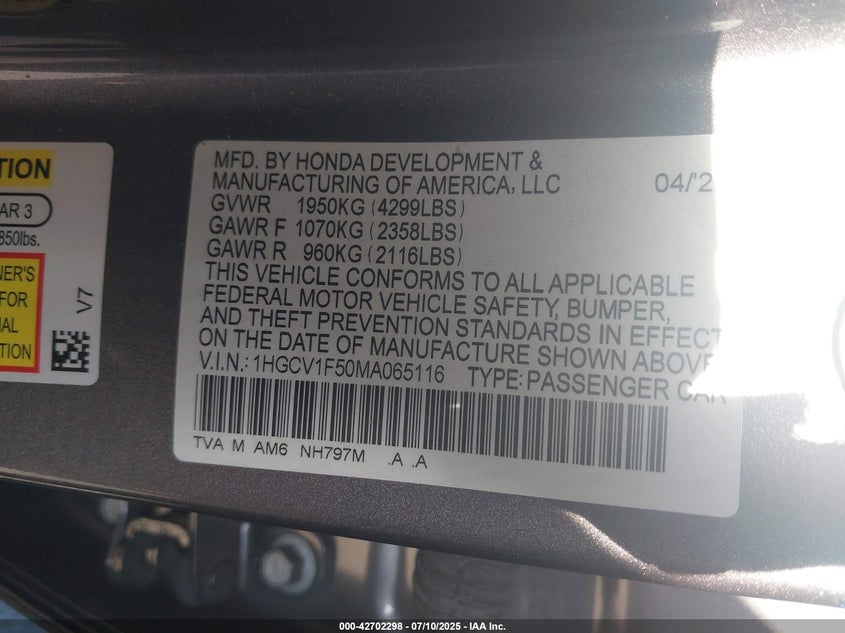 TION
AR 3
850lbs.
NER'S
FOR
TION
V7
MFD. BY HONDA DEVELOPMENT &
MANUFACTURING OF AMERICA, LLC 04/'2
GVWR 1950KG (4299LBS)
GAWR F 1070KG (2358LBS)
GAWR R 960KG (2116LBS)
THIS VEHICLE CONFORMS TO ALL APPLICABLE
FEDERAL MOTOR VEHICLE SAFETY, BUMPER,
AND THEFT PREVENTION STANDARDS IN EFFECT
ON THE DATE OF MANUFACTURE SHOWN ABOVE
V.I.N.: 1HGCV1F50MA065116 TYPE: PASSENGER CAR
TVA M AM6 NH797M .A .A
000-42702298 - 07/10/2025 - IAA Inc.